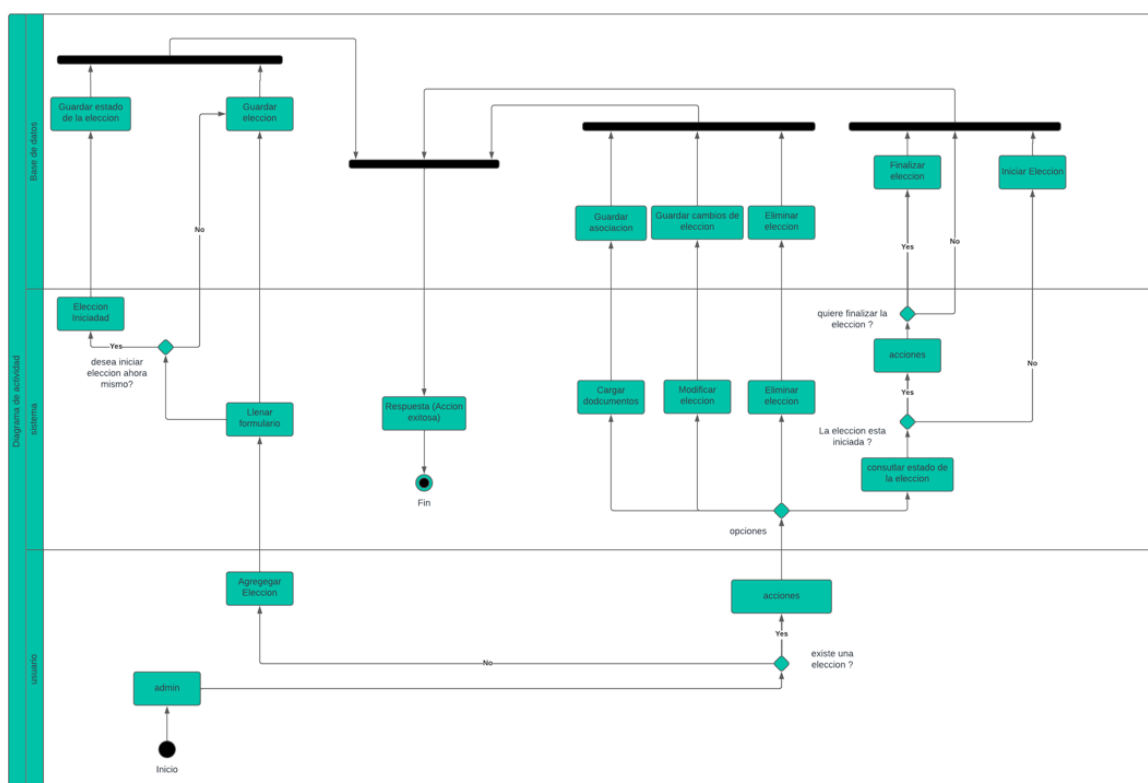 Diagrama de actividad
Base de datos
Guardar estado
de la eleccion
Guardar
eleccion
No
Finalizar
eleccion
iniciar Eleccion
Guardar
asociacion
Guardar cambios de
eleccion
Eliminar
eleccion
Yes
No
sistema
Eleccion
Iniciadad
Yes
desea iniciar
eleccion ahora
mismo?
quiere finalizar la
eleccion ?
acciones
No
Llenar
formulario
Respuesta (Accion
exitosa)
Cargar
dodcumentos
Modificar
eleccion
Eliminar
eleccion
Yes
La eleccion esta
iniciada ?
consutlar estado de
la eleccion
Fin
opciones
usuario
Agregegar
Eleccion
acciones
Yes
No
existe una
eleccion ?
admin
Inicio